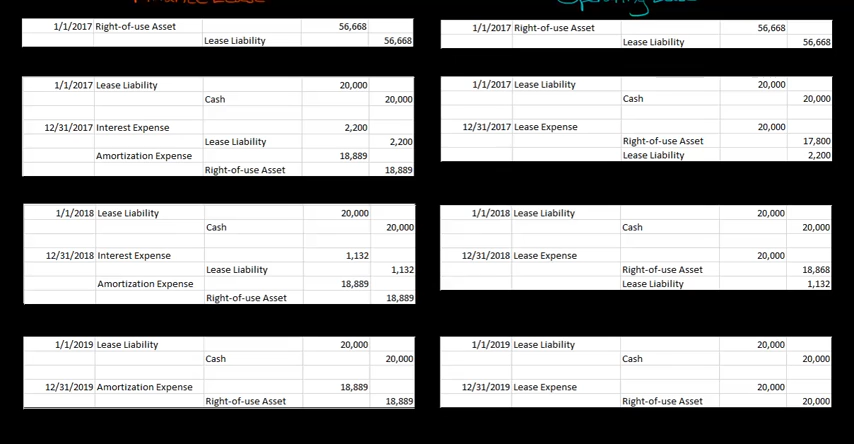 Finance Lease
Operating Lease
1/1/2017 Right-of-use Asset 56,668
Lease Liability 56,668
1/1/2017 Lease Liability 20,000
Cash 20,000
12/31/2017 Interest Expense 2,200
Lease Liability 2,200
Amortization Expense 18,889
Right-of-use Asset 18,889
1/1/2018 Lease Liability 20,000
Cash 20,000
12/31/2018 Interest Expense 1,132
Lease Liability 1,132
Amortization Expense 18,889
Right-of-use Asset 18,889
1/1/2019 Lease Liability 20,000
Cash 20,000
12/31/2019 Amortization Expense 18,889
Right-of-use Asset 18,889
1/1/2017 Right-of-use Asset 56,668
Lease Liability 56,668
1/1/2017 Lease Liability 20,000
Cash 20,000
12/31/2017 Lease Expense 20,000
Right-of-use Asset 17,800
Lease Liability 2,200
1/1/2018 Lease Liability 20,000
Cash 20,000
12/31/2018 Lease Expense 20,000
Right-of-use Asset 18,868
Lease Liability 1,132
1/1/2019 Lease Liability 20,000
Cash 20,000
12/31/2019 Lease Expense 20,000
Right-of-use Asset 20,000